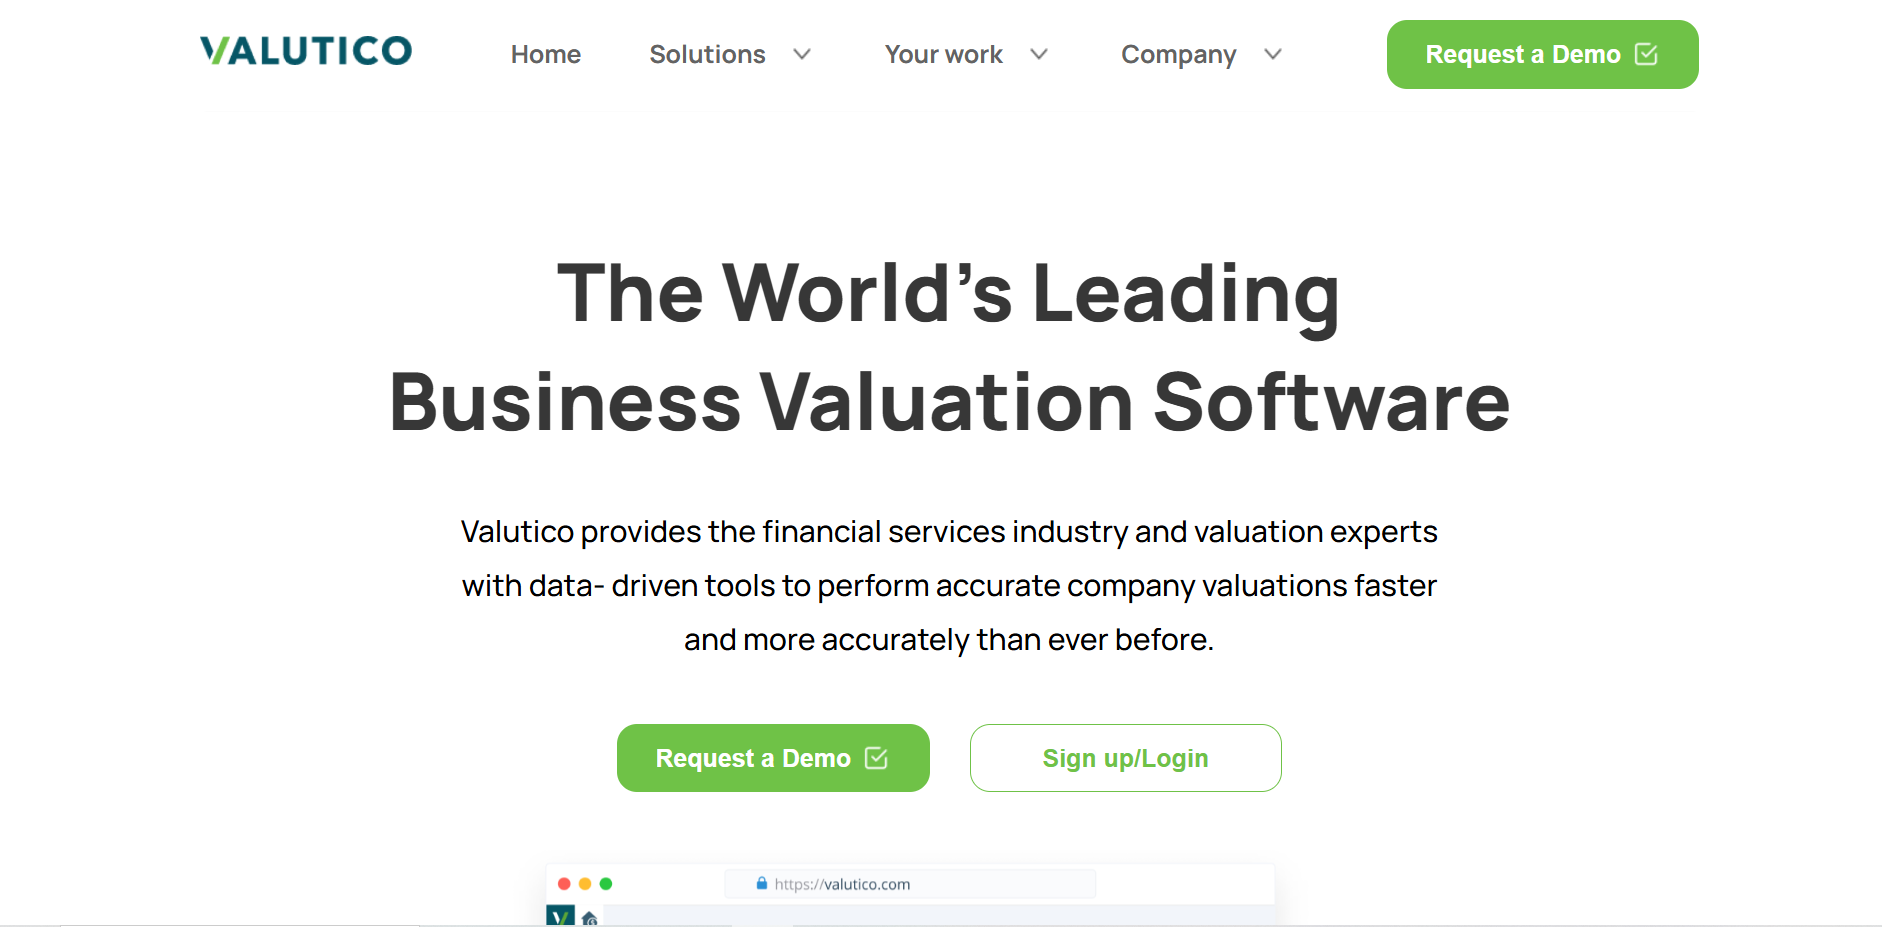 VALUTICO
Home
Solutions
Your work
Company
Request a Demo
The World’s Leading
Business Valuation Software
Valutico provides the financial services industry and valuation experts
with data- driven tools to perform accurate company valuations faster
and more accurately than ever before.
Request a Demo
Sign up/Login
https://valutico.com